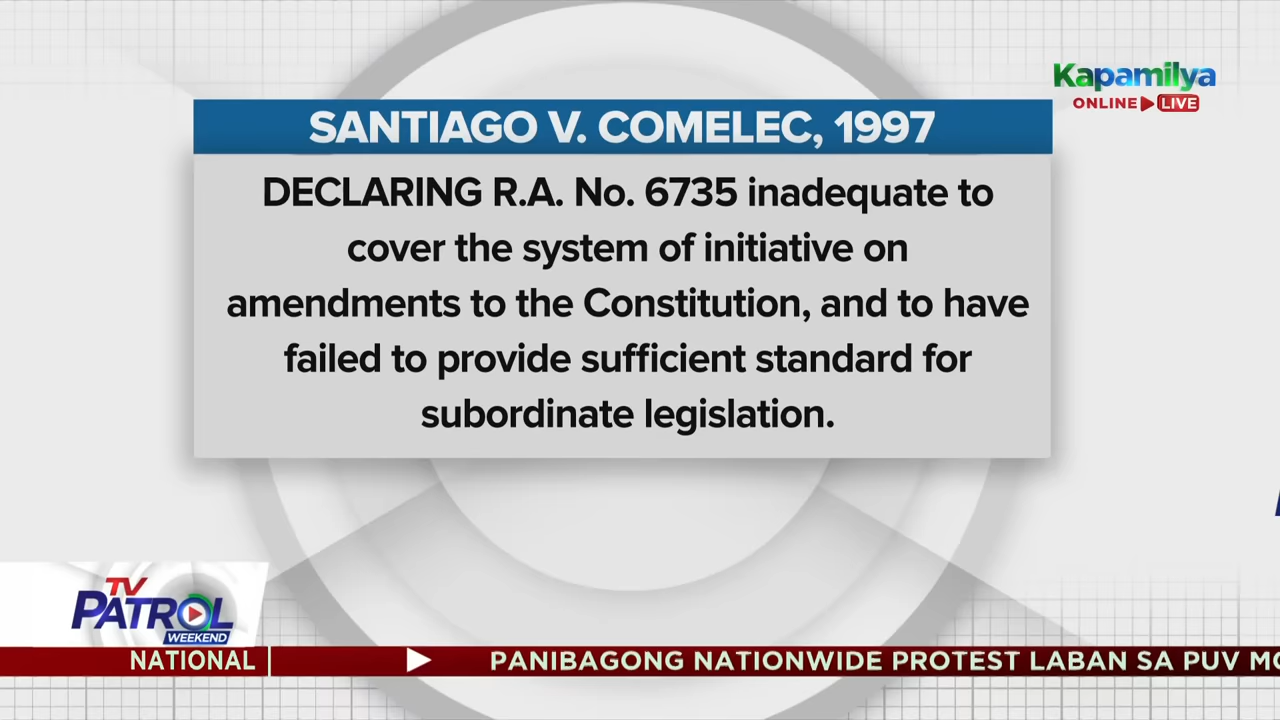 Kapamilya
ONLINE LIVE
SANTIAGO V. COMELEC, 1997
DECLARING R.A. No. 6735 inadequate to
cover the system of initiative on
amendments to the Constitution, and to have
failed to provide sufficient standard for
subordinate legislation.
TV
PATROL
WEEKEND
NATIONAL
PANIBAGONG NATIONWIDE PROTEST LABAN SA PUV